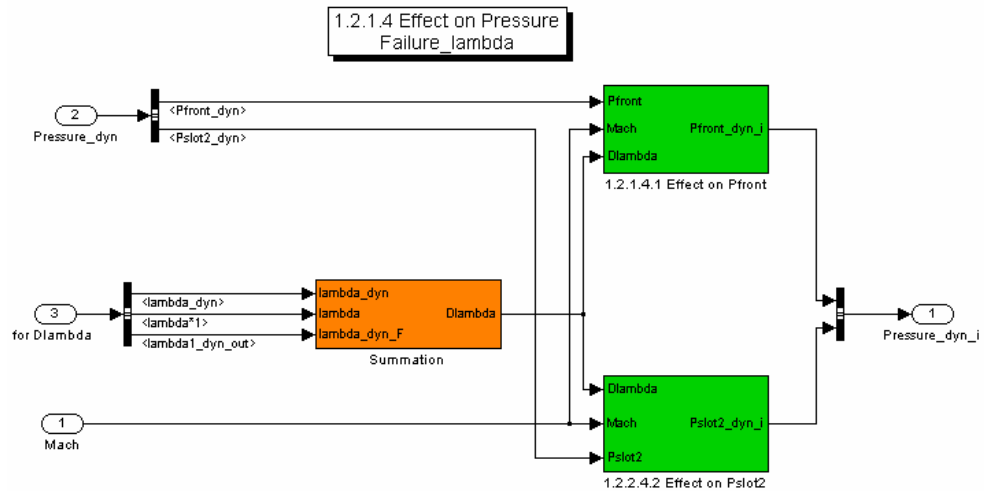 1.2.1.4 Effect on Pressure
Failure_lambda
2
Pressure_dyn
<Pfront_dyn>
<Pslot2_dyn>
Pfront
Mach
Dlambda
Pfront_dyn_i
1.2.1.4.1 Effect on Pfront
3
for Dlambda
<lambda_dyn>
<lambda*1>
<lambda1_dyn_out>
lambda_dyn
lambda
lambda_dyn_F
Dlambda
Summation
1
Pressure_dyn_i
1
Mach
Dlambda
Mach
Pslot2
Pslot2_dyn_i
1.2.2.4.2 Effect on Pslot2